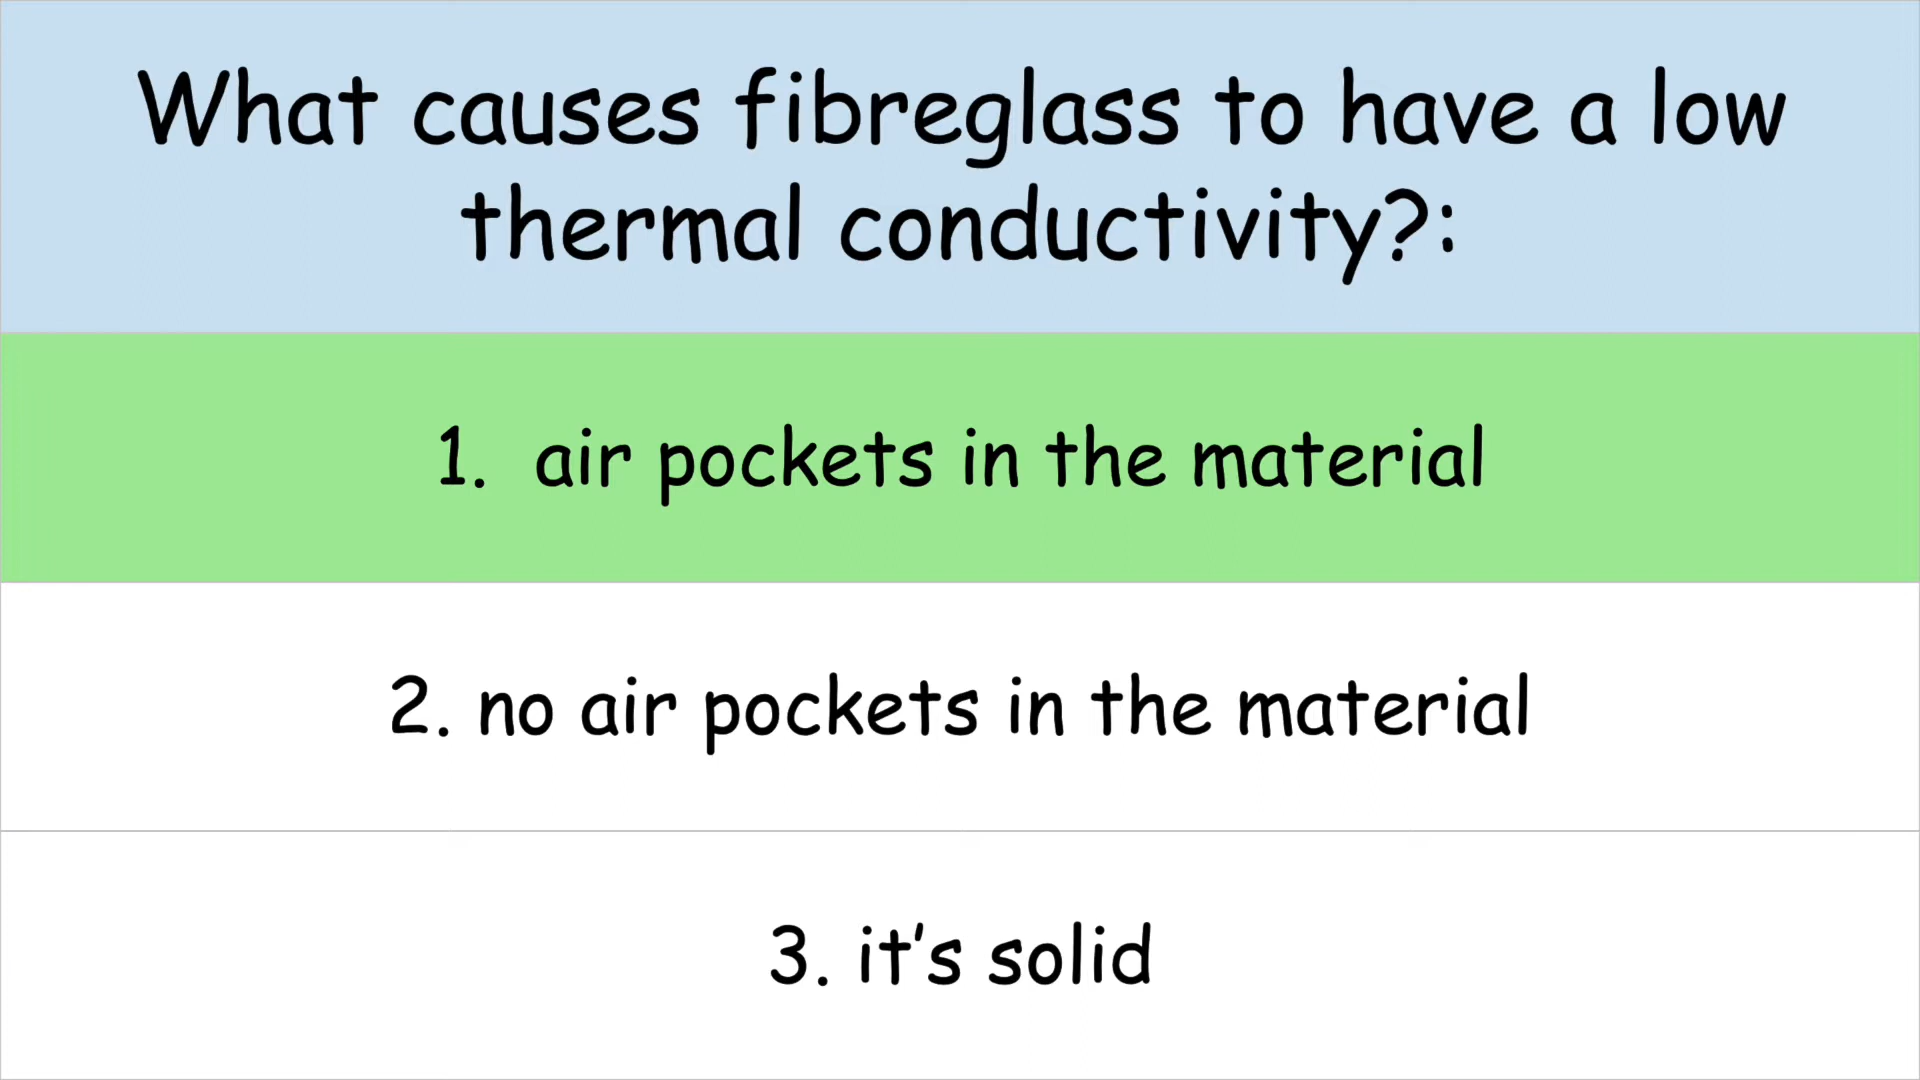 What causes fibreglass to have a low
thermal conductivity?:
1. air pockets in the material
2. no air pockets in the material
3. it's solid